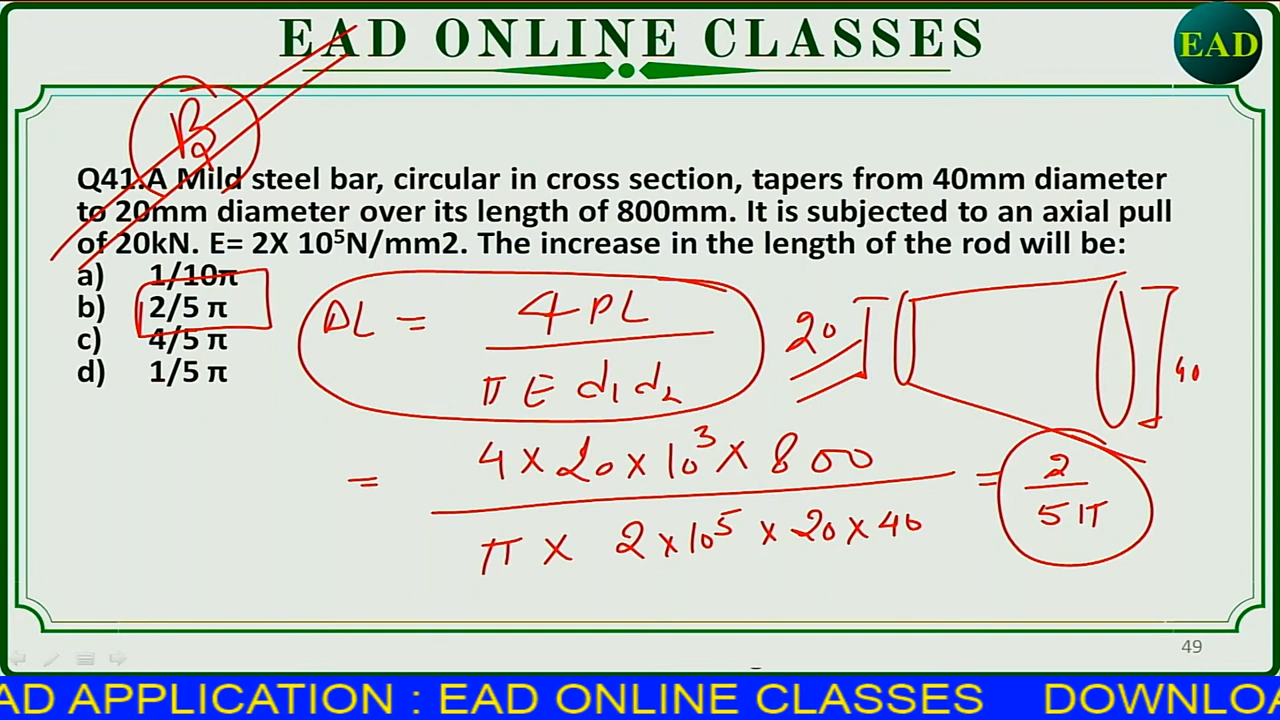 EAD ONLINE CLASSES
EAD
B
Q41.A Mild steel bar, circular in cross section, tapers from 40mm diameter
to 20mm diameter over its length of 800mm. It is subjected to an axial pull
of 20kN. E= 2X 10⁵N/mm2. The increase in the length of the rod will be:
a) 1/10π
b) 2/5 π
c) 4/5 π
d) 1/5 π
ΔL = 4PL / π E d₁ d₂
20
40
= 4 × 20 × 10³ × 800 / π × 2 × 10⁵ × 20 × 40 = 2 / 5π
49
AD APPLICATION : EAD ONLINE CLASSES DOWNLOA